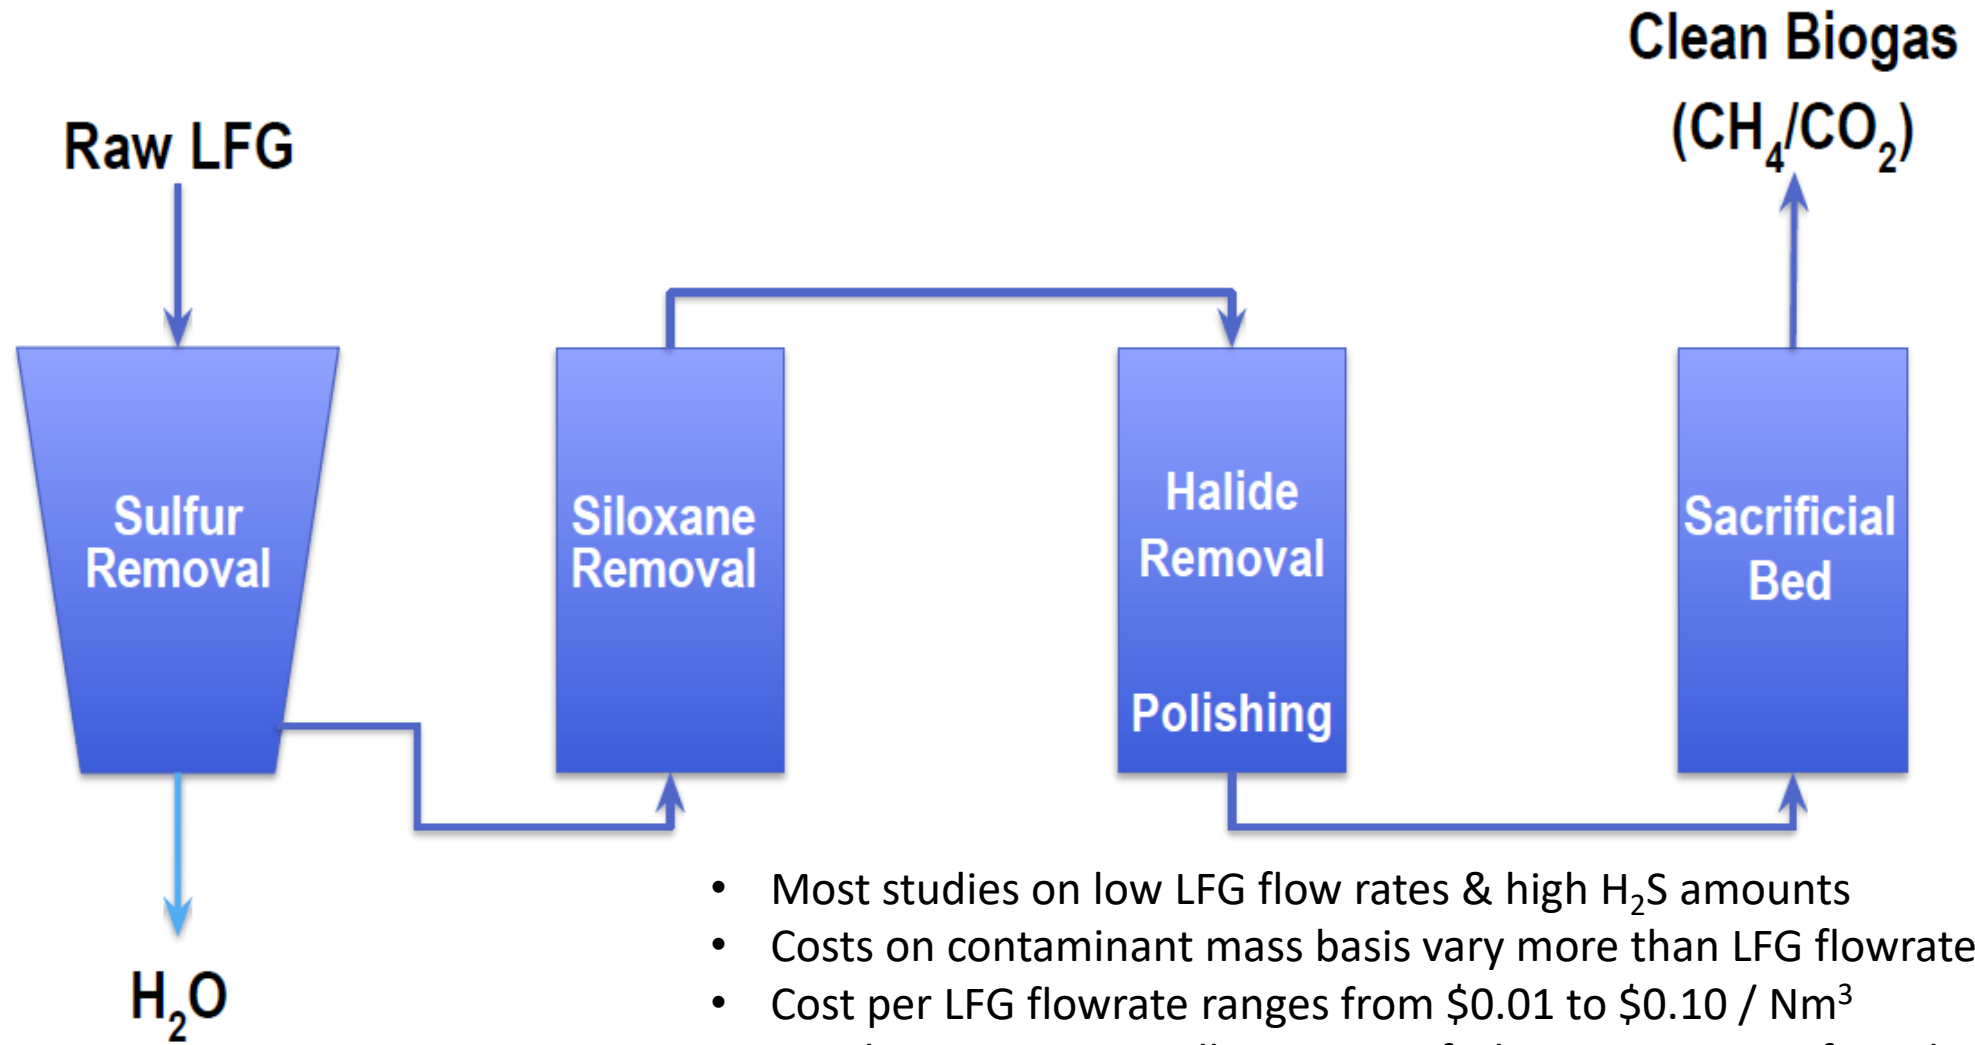 Clean Biogas
(CH₄/CO₂)
Raw LFG
Sulfur
Removal
Siloxane
Removal
Halide
Removal
Polishing
Sacrificial
Bed
H₂O
• Most studies on low LFG flow rates & high H₂S amounts
• Costs on contaminant mass basis vary more than LFG flowrate
• Cost per LFG flowrate ranges from $0.01 to $0.10 / Nm³